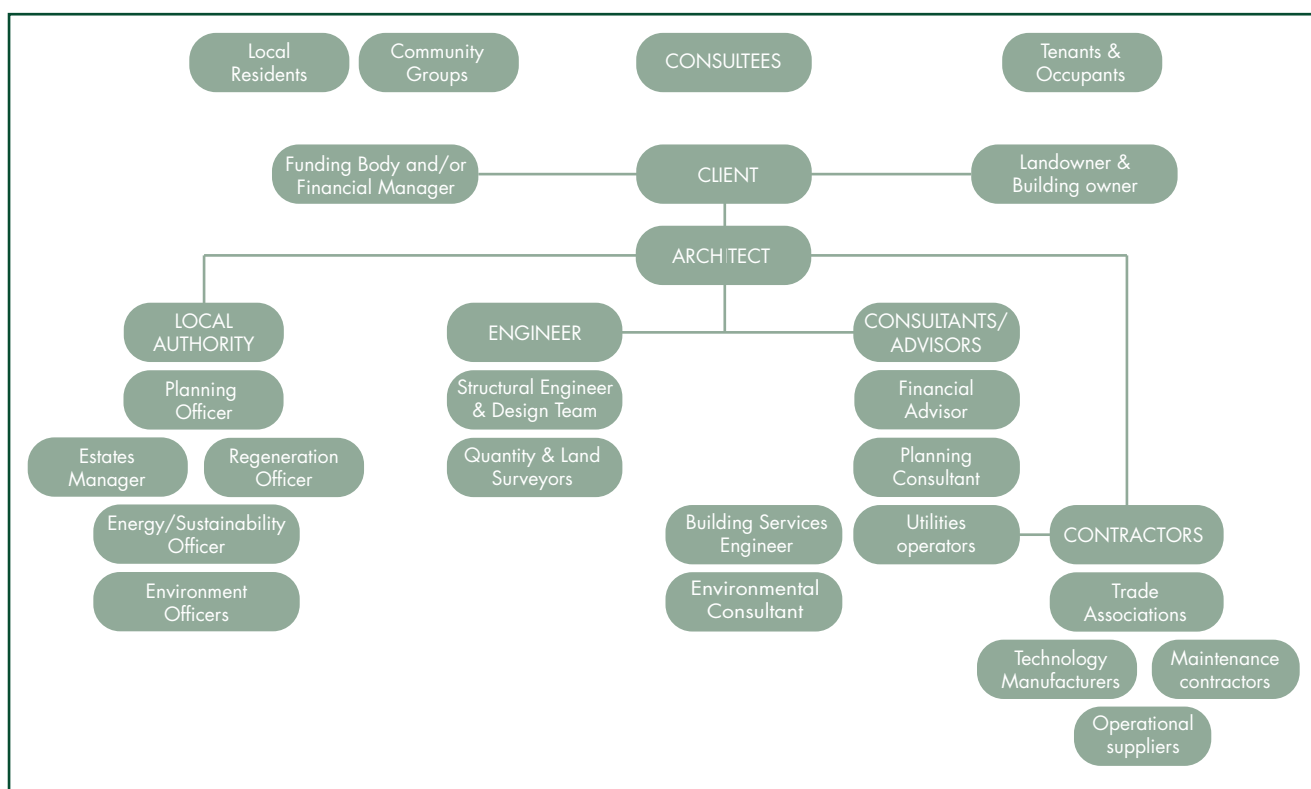 Local
Residents
Community
Groups
CONSULTEES
Tenants &
Occupants
Funding Body and/or
Financial Manager
CLIENT
Landowner &
Building owner
ARCHITECT
LOCAL
AUTHORITY
Planning
Officer
Estates
Manager
Regeneration
Officer
Energy/Sustainability
Officer
Environment
Officers
ENGINEER
Structural Engineer
& Design Team
Quantity & Land
Surveyors
CONSULTANTS/
ADVISORS
Financial
Advisor
Planning
Consultant
Building Services
Engineer
Utilities
operators
Environmental
Consultant
CONTRACTORS
Trade
Associations
Technology
Manufacturers
Maintenance
contractors
Operational
suppliers